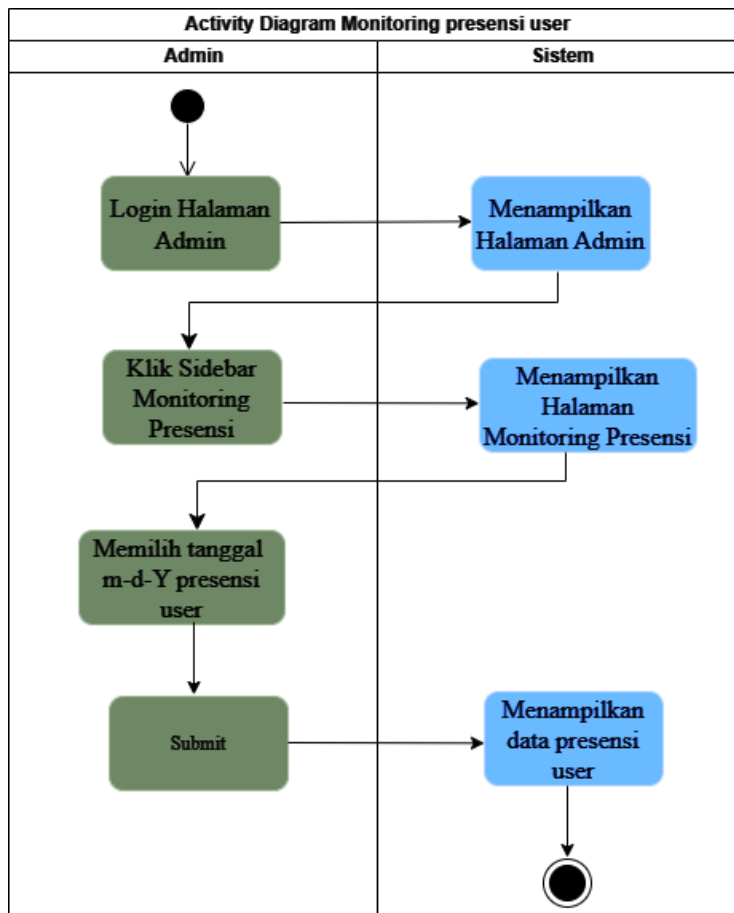 Activity Diagram Monitoring presensi user
Admin
Sistem
Login Halaman
Admin
Menampilkan
Halaman Admin
Klik Sidebar
Monitoring
Presensi
Menampilkan
Halaman
Monitoring Presensi
Memilih tanggal
m-d-Y presensi
user
Submit
Menampilkan
data presensi
user